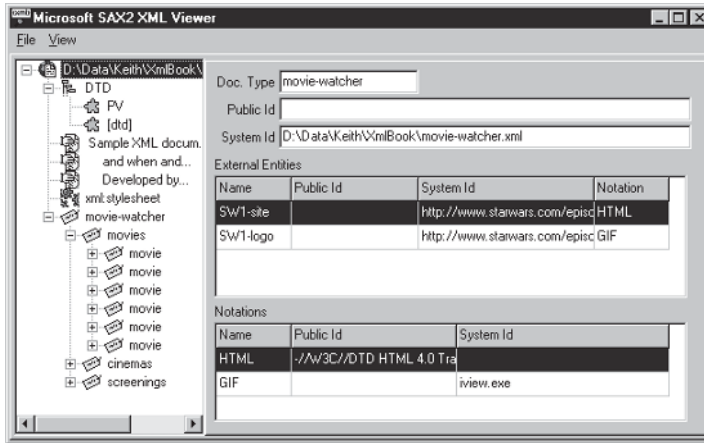 Microsoft SAX2 XML Viewer
File View
D:\Data\Keith\XmlBook\
DTD
PV
[dtd]
Sample XML docum.
and when and...
Developed by...
xml:stylesheet
movie-watcher
movies
movie
movie
movie
movie
movie
cinemas
screenings
Doc. Type movie-watcher
Public Id
System Id D:\Data\Keith\XmlBook\movie-watcher.xml
External Entities
Name Public Id System Id Notation
SW1-site http://www.starwars.com/episc HTML
SW1-logo http://www.starwars.com/episc GIF
Notations
Name Public Id System Id
HTML -//W3C//DTD HTML 4.0 Tra
GIF iview.exe